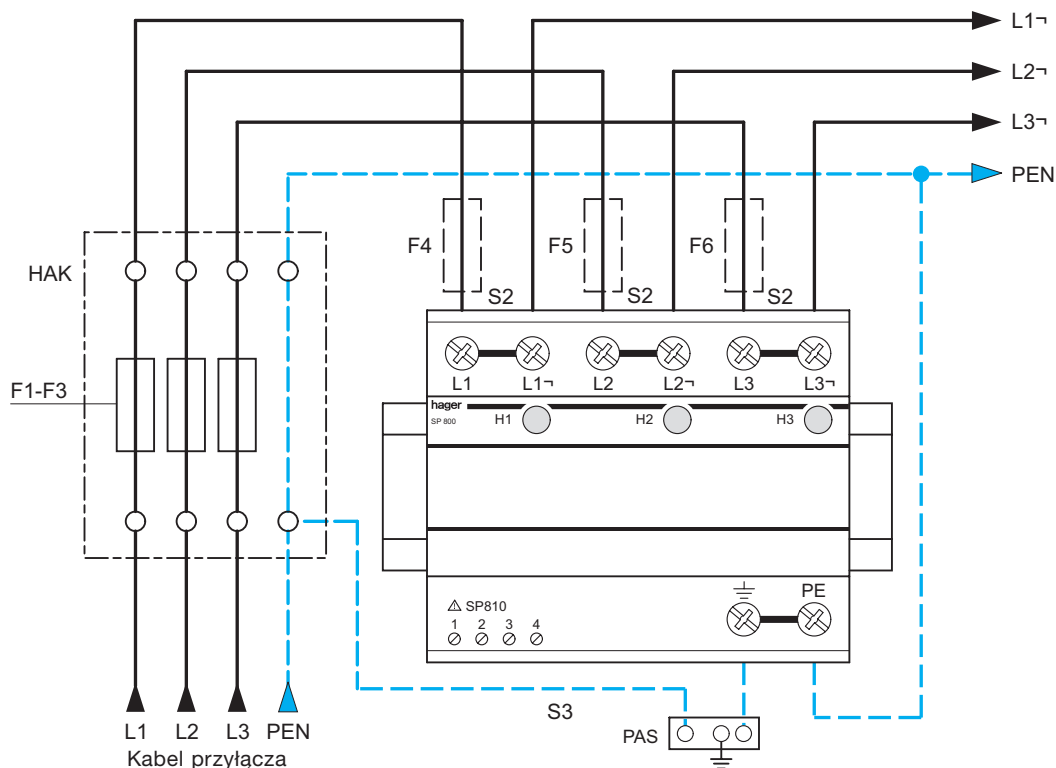 L1¬
L2¬
L3¬
PEN
F4
F5
F6
HAK
S2 S2 S2
L1 L1¬ L2 L2¬ L3 L3¬
F1-F3
hager
SP 800
H1 H2 H3
PE
⚠ SP810
1 2 3 4
S3
L1 L2 L3 PEN
PAS
Kabel przyłącza